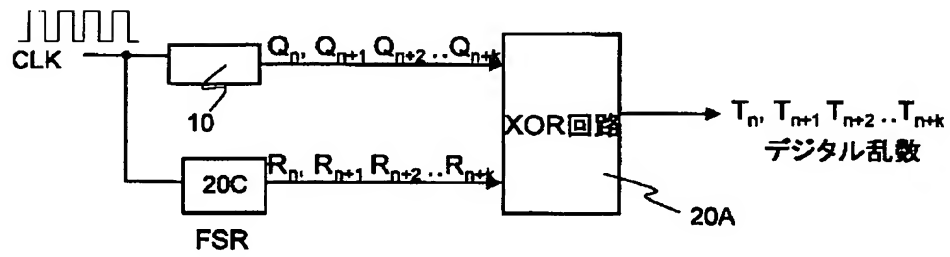 CLK
Qn, Qn+1 Qn+2 ..Qn+k
10
XOR回路
Tn, Tn+1 Tn+2 ..Tn+k
デジタル乱数
20C
Rn, Rn+1 Rn+2 ..Rn+k
20A
FSR